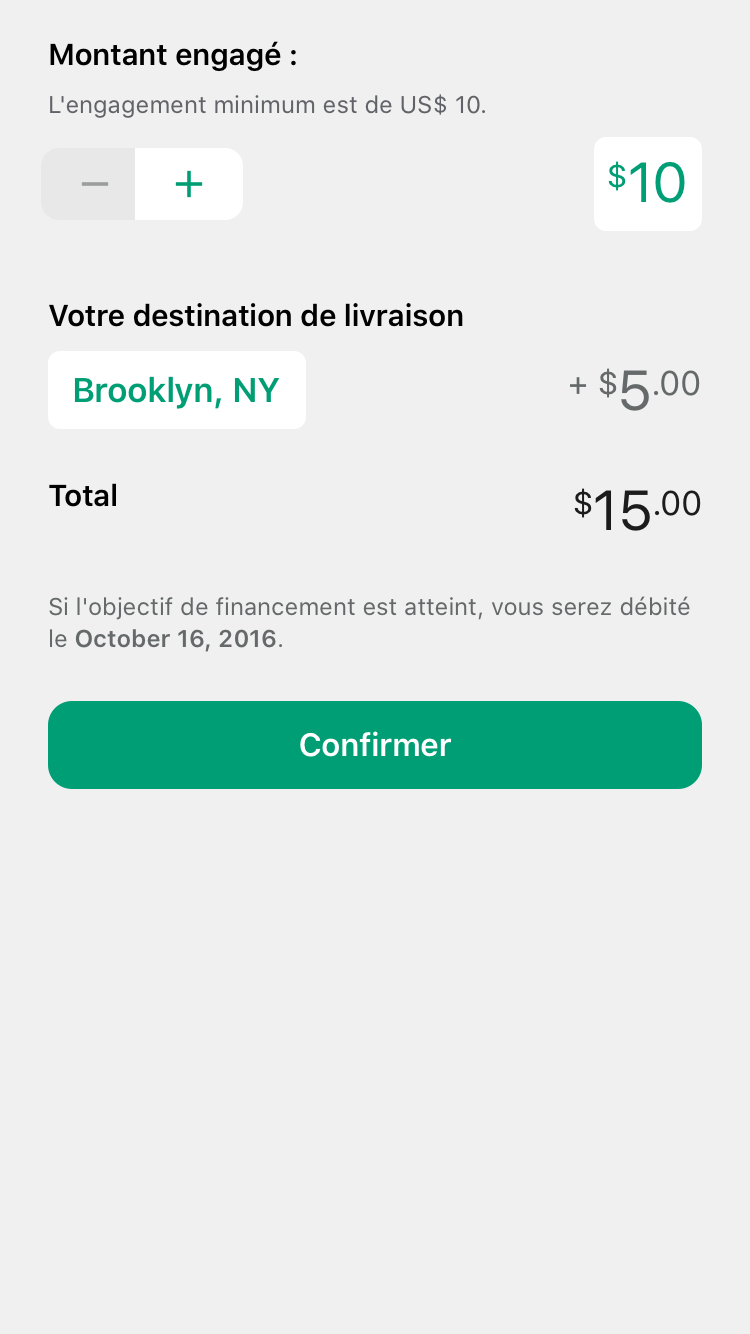 Montant engagé :
L'engagement minimum est de US$ 10.
− +
$10
Votre destination de livraison
Brooklyn, NY
+ $5.00
Total
$15.00
Si l'objectif de financement est atteint, vous serez débité
le October 16, 2016.
Confirmer